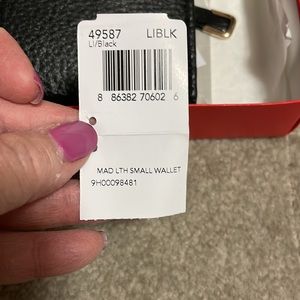 49587 LIBLK
LI/Black
8 86382 70602 6
MAD LTH SMALL WALLET
9H00098481